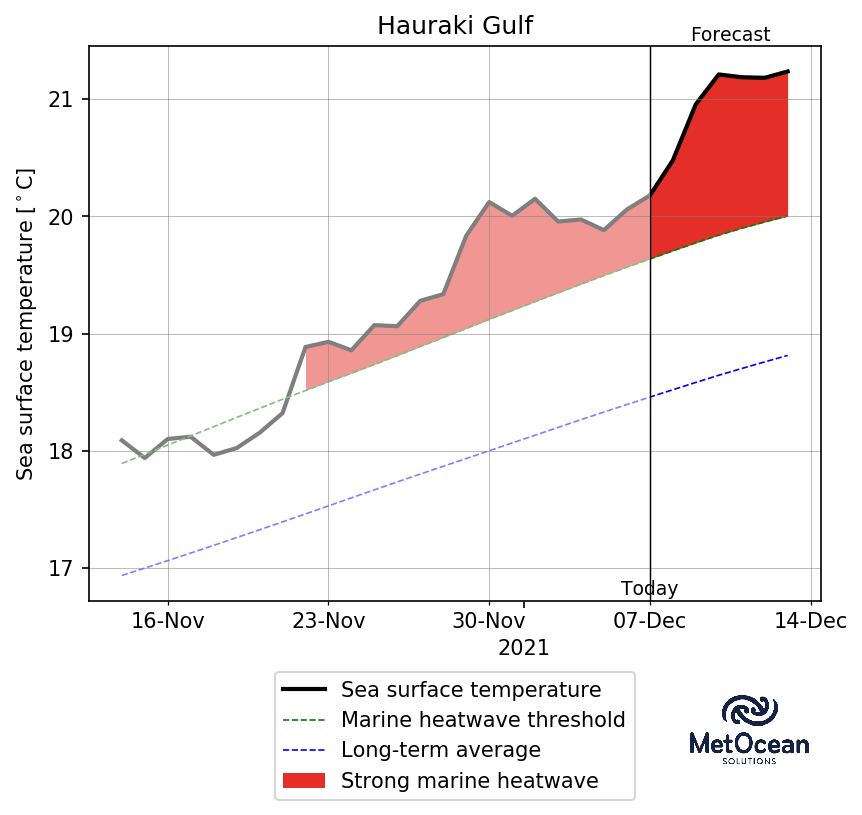 Hauraki Gulf
Forecast
Sea surface temperature [°C]
21
20
19
18
17
Today
16-Nov 23-Nov 30-Nov 07-Dec 14-Dec
2021
Sea surface temperature
Marine heatwave threshold
Long-term average
Strong marine heatwave
MetOcean
SOLUTIONS